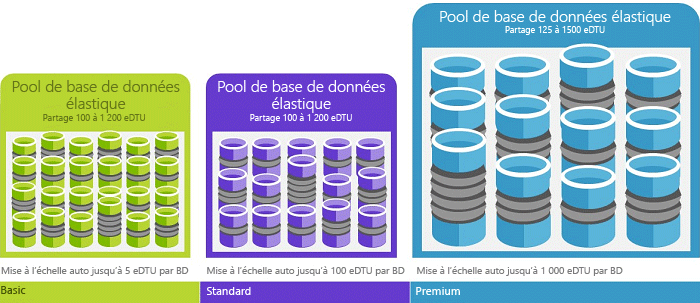 Pool de base de données
élastique
Partage 100 à 1 200 eDTU
Mise à l'échelle auto jusqu'à 5 eDTU par BD
Basic
Pool de base de données
élastique
Partage 100 à 1 200 eDTU
Mise à l'échelle auto jusqu'à 100 eDTU par BD
Standard
Pool de base de données élastique
Partage 125 à 1500 eDTU
Mise à l'échelle auto jusqu'à 1 000 eDTU par BD
Premium